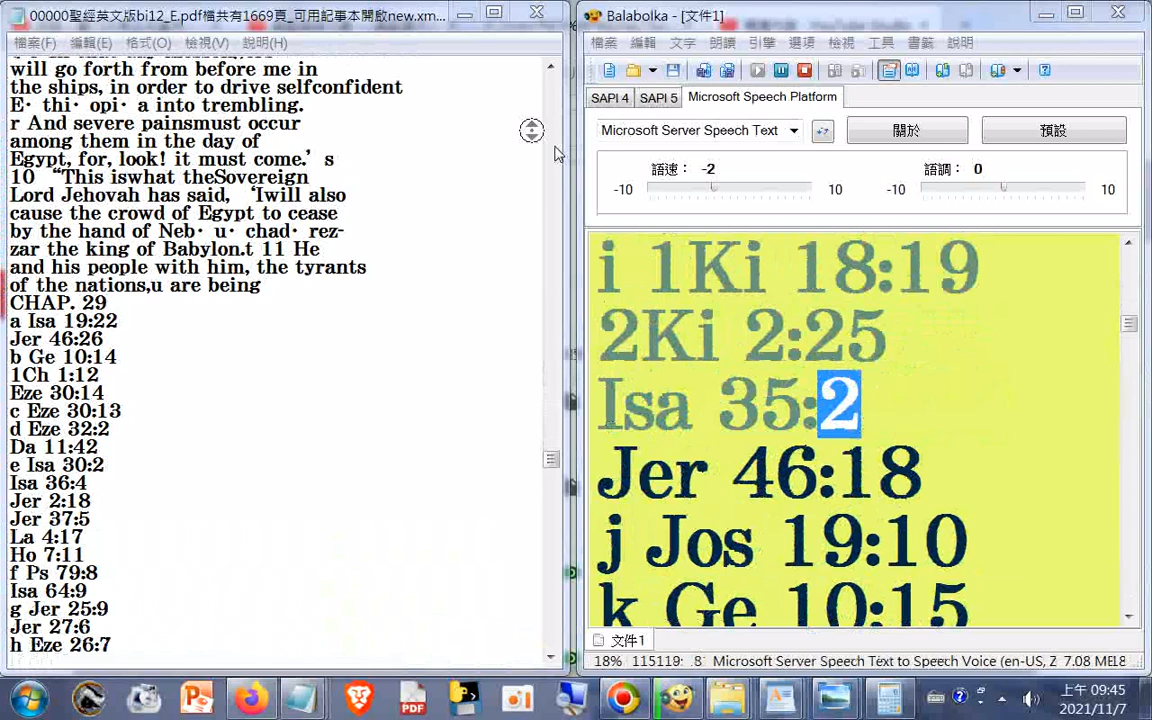 00000聖經英文版bi12_E.pdf檔共有1669頁_可用記事本開啟new.xm...
檔案(F) 編輯(E) 格式(O) 檢視(V) 說明(H)
will go forth from before me in
the ships, in order to drive selfconfident
E· thi· opi· a into trembling.
r And severe painsmust occur
among them in the day of
Egypt, for, look! it must come.’ s
10 “This iswhat theSovereign
Lord Jehovah has said, ‘Iwill also
cause the crowd of Egypt to cease
by the hand of Neb· u· chad· rez-
zar the king of Babylon.t 11 He
and his people with him, the tyrants
of the nations,u are being
CHAP. 29
a Isa 19:22
Jer 46:26
b Ge 10:14
1Ch 1:12
Eze 30:14
c Eze 30:13
d Eze 32:2
Da 11:42
e Isa 30:2
Isa 36:4
Jer 2:18
Jer 37:5
La 4:17
Ho 7:11
f Ps 79:8
Isa 64:9
g Jer 25:9
Jer 27:6
h Eze 26:7
Balabolka - [文件1]
檔案 編輯 文字 朗讀 引擎 選項 檢視 工具 書籤 說明
SAPI 4 SAPI 5 Microsoft Speech Platform
Microsoft Server Speech Text 關於 預設
語速: -2 語調: 0
-10 10 -10 10
i 1Ki 18:19
2Ki 2:25
Isa 35:2
Jer 46:18
j Jos 19:10
k Ge 10:15
文件1
18% 115119: Microsoft Server Speech Text to Speech Voice (en-US, Z 7.08 MEL8
PDF
上午 09:45
2021/11/7